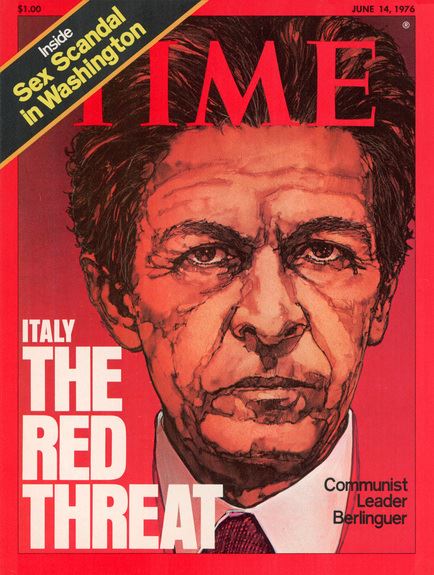 $1.00
JUNE 14, 1976
Inside
Sex Scandal
in Washington
TIME
®
ITALY
THE
RED
THREAT
Communist
Leader
Berlinguer